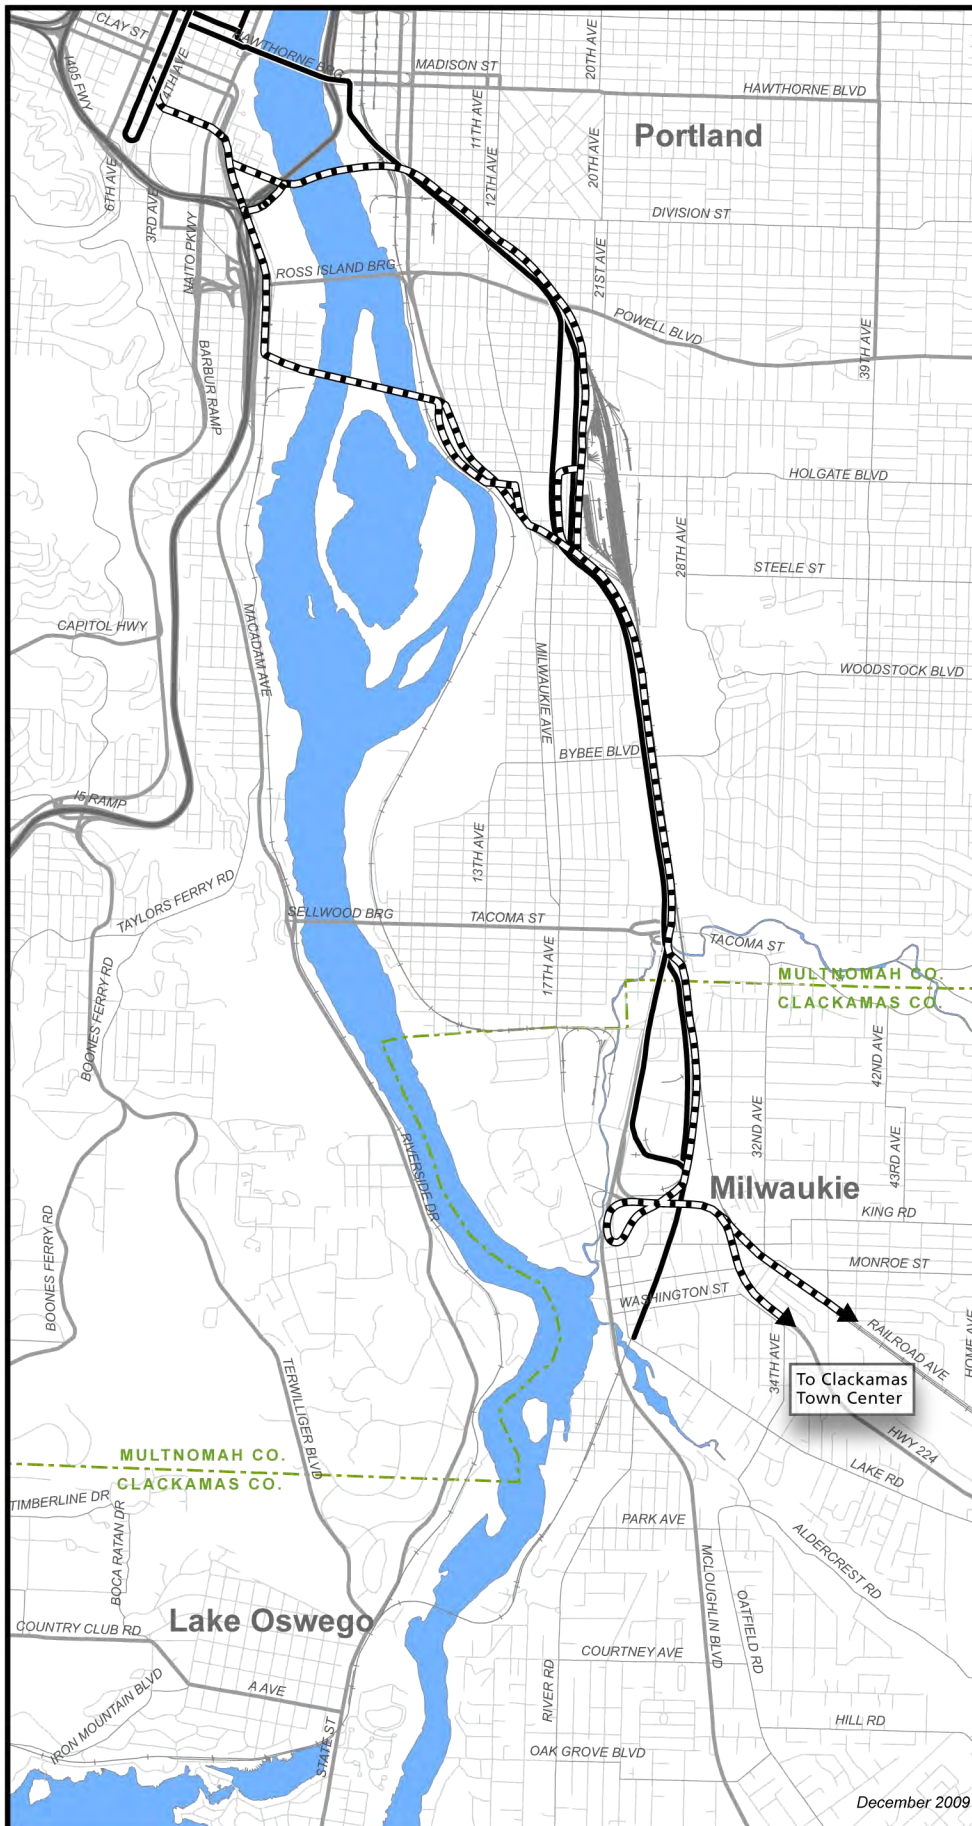 CLAY ST
4TH AVE
I405 FWY
HAWTHORNE BRG
MADISON ST
20TH AVE
HAWTHORNE BLVD
11TH AVE
Portland
12TH AVE
20TH AVE
6TH AVE
3RD AVE
NAITO PKWY
DIVISION ST
21ST AVE
ROSS ISLAND BRG
POWELL BLVD
39TH AVE
BARBUR RAMP
HOLGATE BLVD
28TH AVE
STEELE ST
CAPITOL HWY
MACADAM AVE
MILWAUKIE AVE
WOODSTOCK BLVD
BYBEE BLVD
I5 RAMP
13TH AVE
TAYLORS FERRY RD
SELLWOOD BRG
TACOMA ST
TACOMA ST
17TH AVE
MULTNOMAH CO.
CLACKAMAS CO.
BOONES FERRY RD
42ND AVE
32ND AVE
43RD AVE
RIVERSIDE DR
Milwaukie
KING RD
BOONES FERRY RD
MONROE ST
WASHINGTON ST
RAILROAD AVE
34TH AVE
HOME AVE
To Clackamas
Town Center
TERWILLIGER BLVD
HWY 224
LAKE RD
MULTNOMAH CO.
CLACKAMAS CO.
TIMBERLINE DR
BOCA RATAN DR
PARK AVE
ALDERCREST RD
MCLOUGHLIN BLVD
OATFIELD RD
Lake Oswego
COUNTRY CLUB RD
COURTNEY AVE
RIVER RD
A AVE
IRON MOUNTAIN BLVD
STATE ST
HILL RD
OAK GROVE BLVD
December 2009